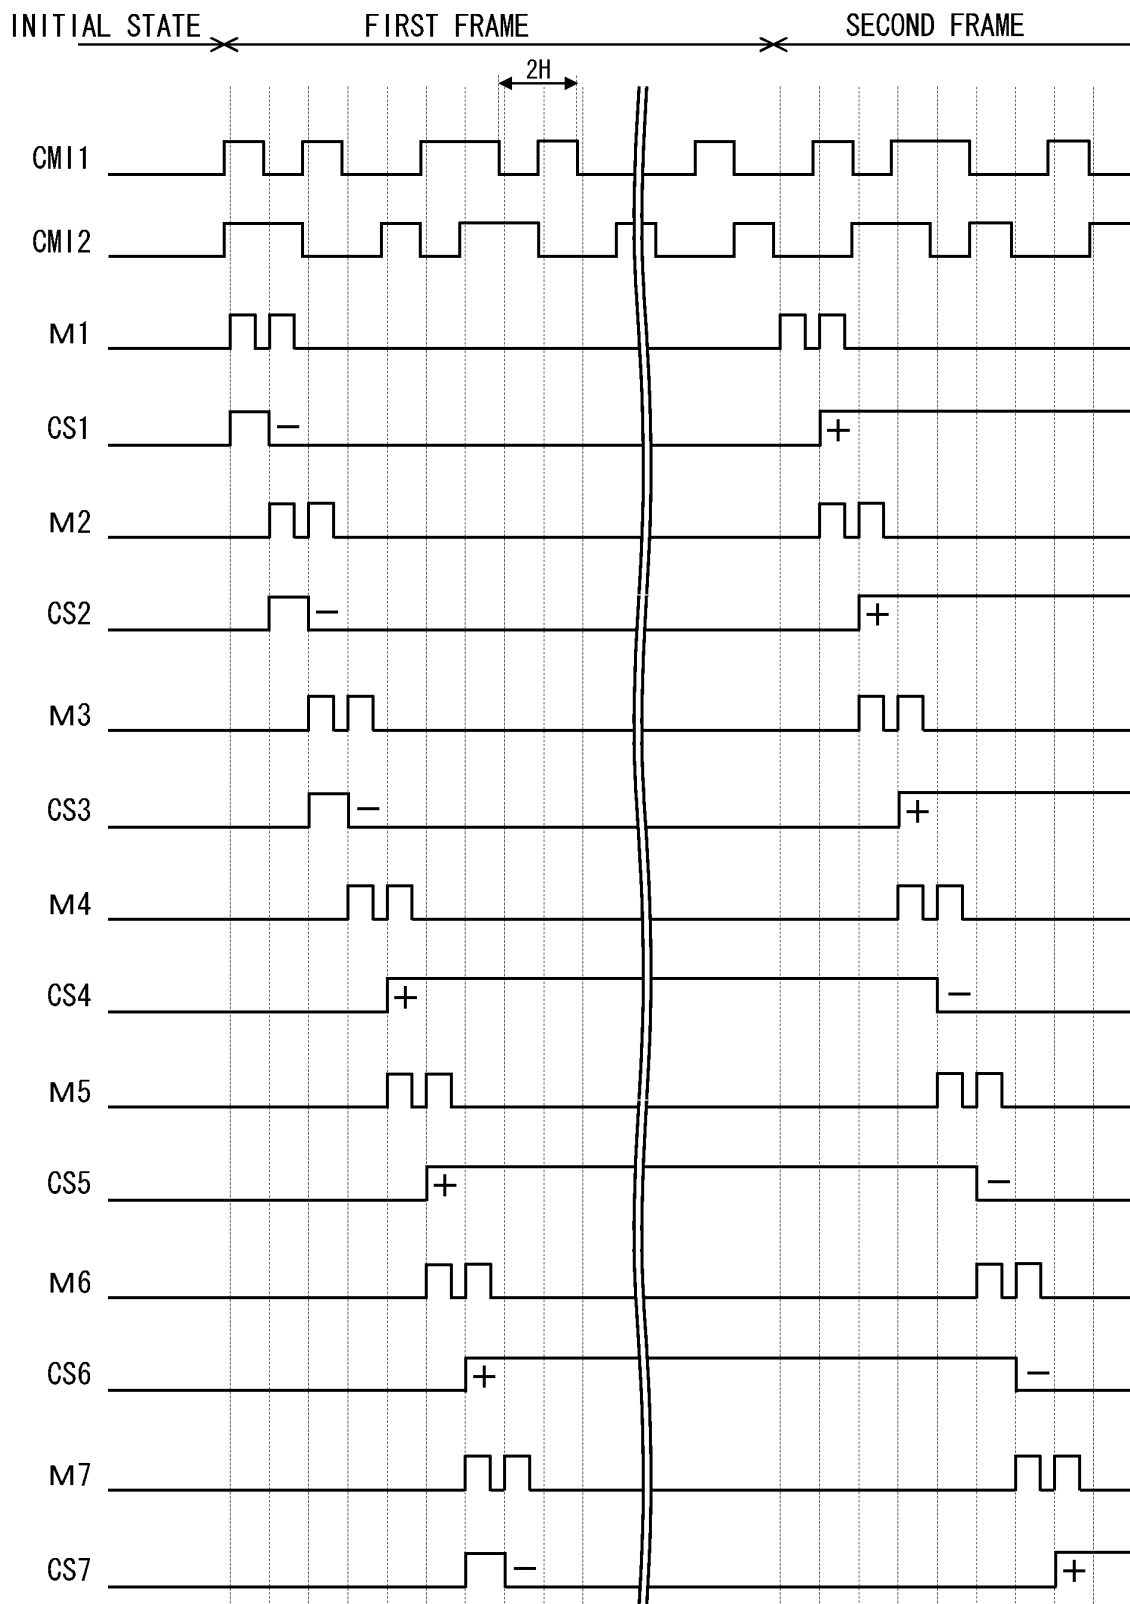 INITIAL STATE FIRST FRAME SECOND FRAME
2H
CMI1
CMI2
M1
CS1 − +
M2
CS2 − +
M3
CS3 − +
M4
CS4 + −
M5
CS5 + −
M6
CS6 + −
M7
CS7 − +